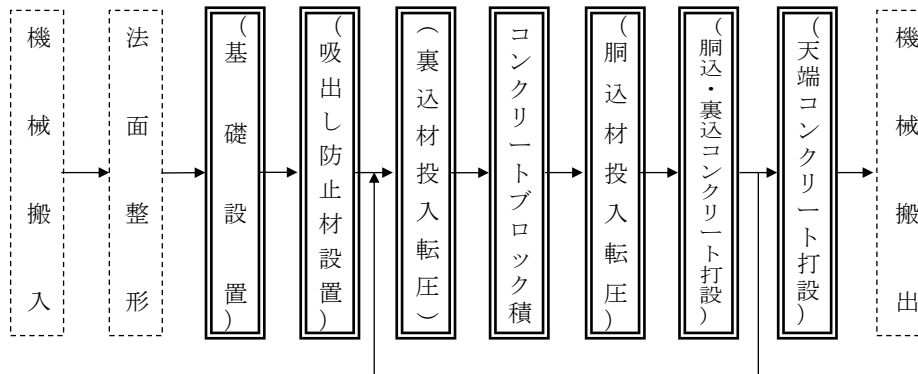 機械搬入
法面整形
(基礎設置)
(吸出し防止材設置)
(裏込材投入転圧)
コンクリートブロック積
(胴込材投入転圧)
(胴込・裏込コンクリート打設)
(天端コンクリート打設)
機械搬出